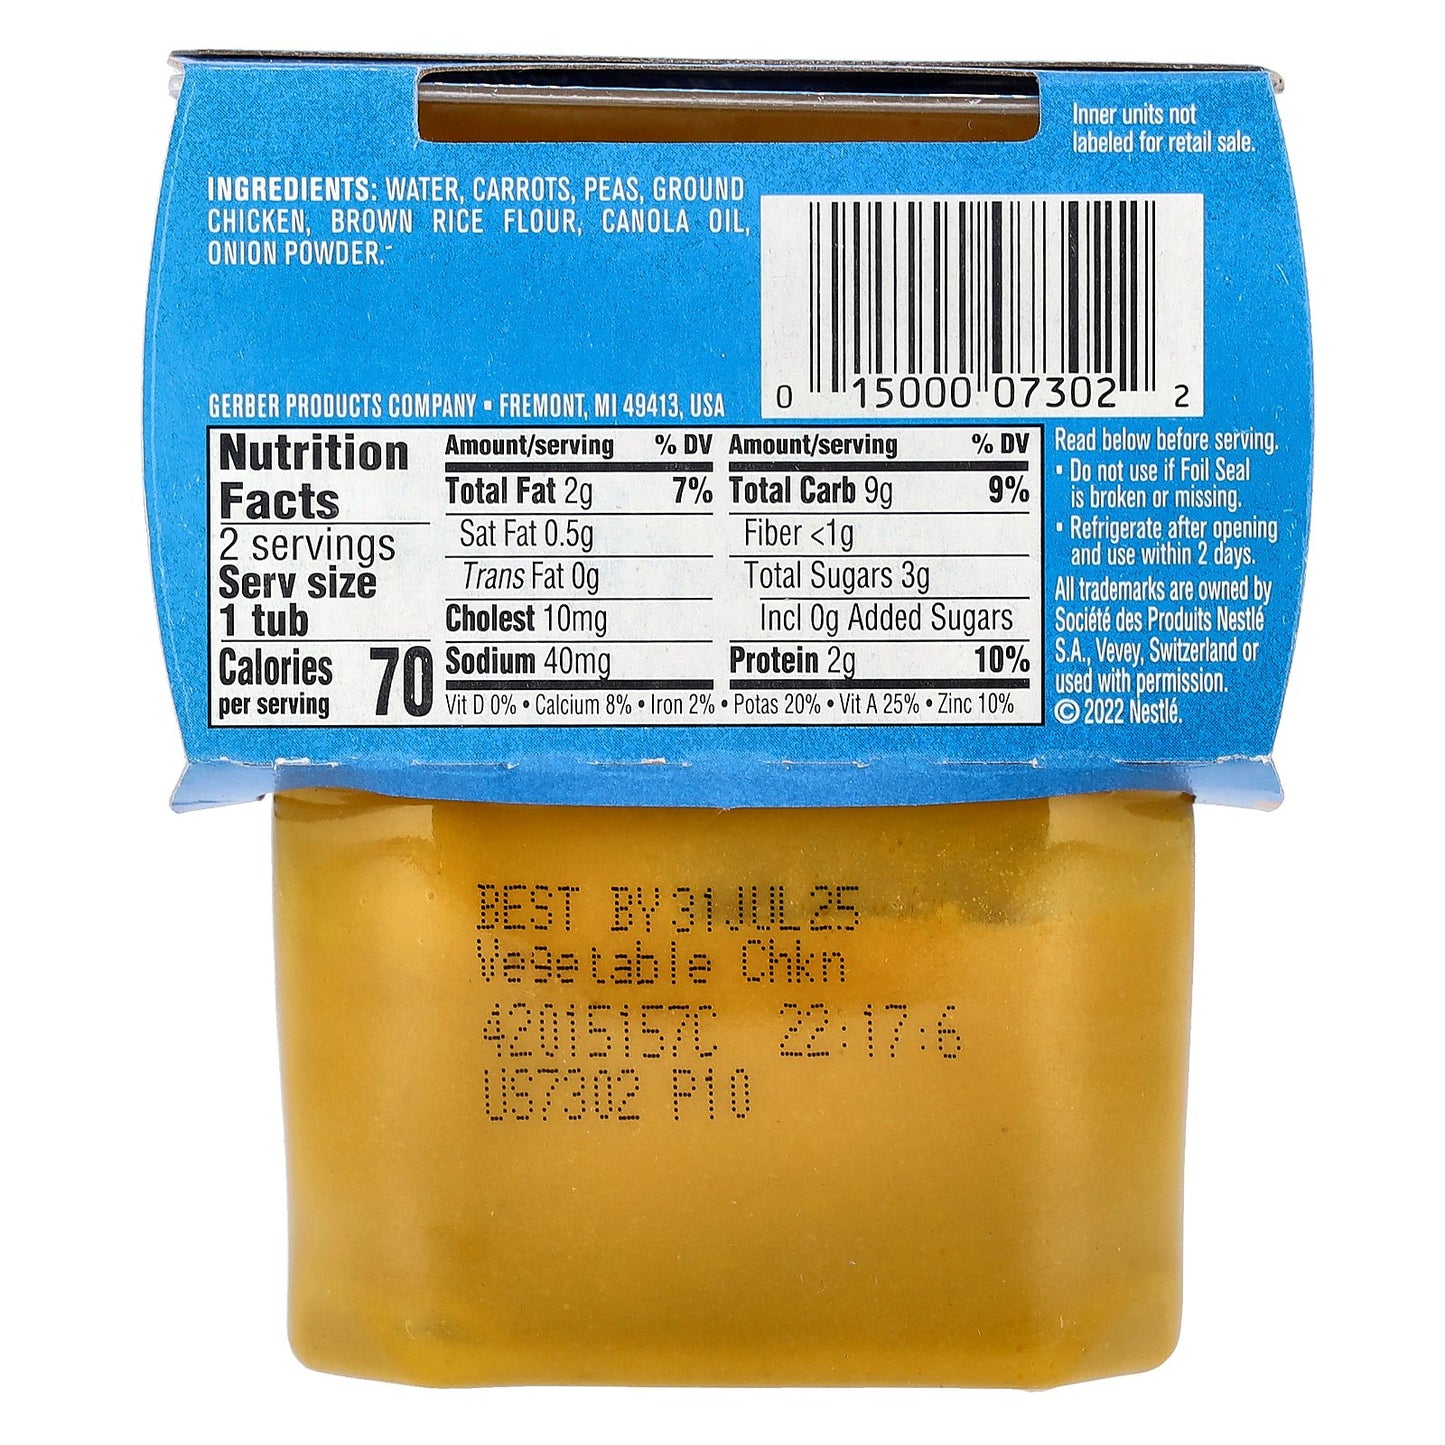 Inner units not
labeled for retail sale.
INGREDIENTS: WATER, CARROTS, PEAS, GROUND
CHICKEN, BROWN RICE FLOUR, CANOLA OIL,
ONION POWDER.
0 15000 07302 2
GERBER PRODUCTS COMPANY ▪ FREMONT, MI 49413, USA
Nutrition
Facts
2 servings
Serv size
1 tub
Calories 70
per serving
Amount/serving % DV
Total Fat 2g 7%
Sat Fat 0.5g
Trans Fat 0g
Cholest 10mg
Sodium 40mg
Amount/serving % DV
Total Carb 9g 9%
Fiber <1g
Total Sugars 3g
Incl 0g Added Sugars
Protein 2g 10%
Vit D 0% • Calcium 8% • Iron 2% • Potas 20% • Vit A 25% • Zinc 10%
Read below before serving.
• Do not use if Foil Seal
is broken or missing.
• Refrigerate after opening
and use within 2 days.
All trademarks are owned by
Société des Produits Nestlé
S.A., Vevey, Switzerland or
used with permission.
© 2022 Nestlé.
BEST BY 31JUL25
Vegetable Chkn
42015157C 22:17:6
US7302 P10